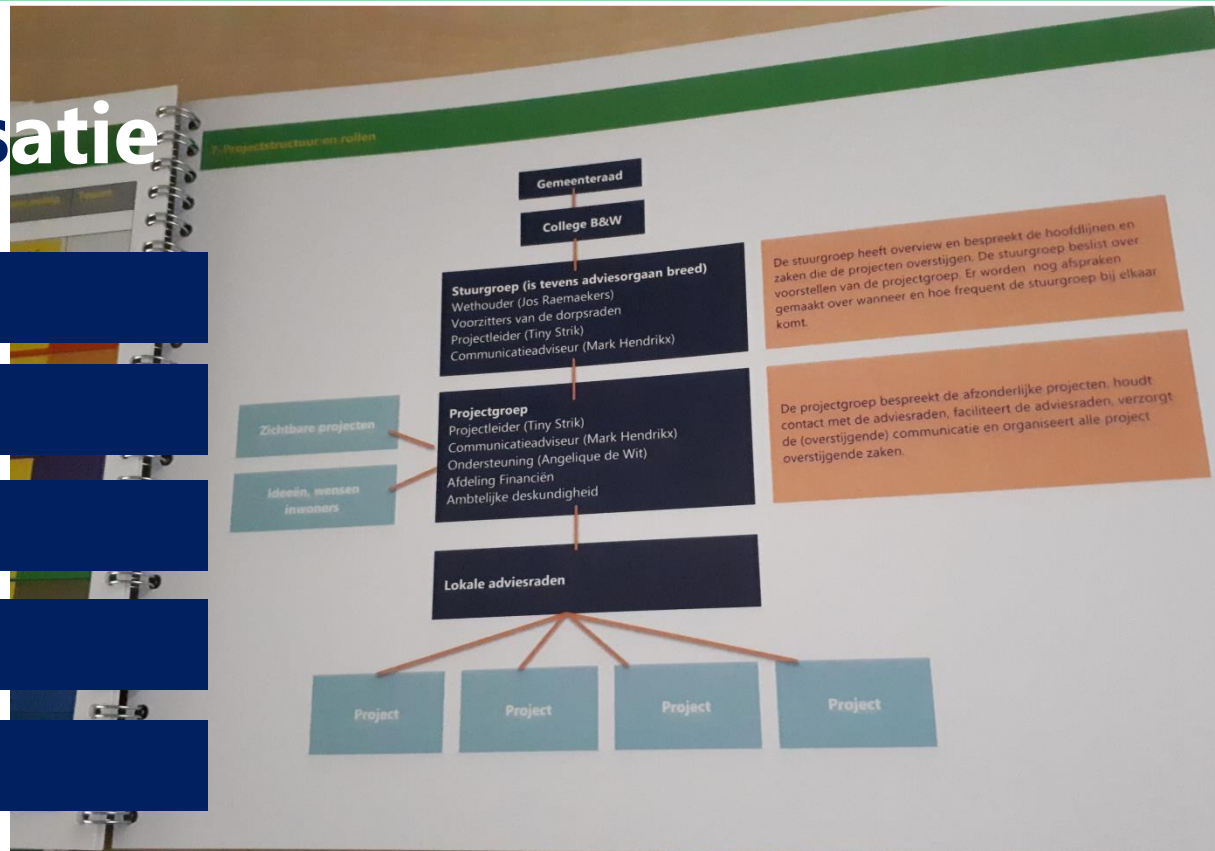 satie
7. Projectstructuur en rollen
Gemeenteraad
College B&W
Stuurgroep (is tevens adviesorgaan breed)
Wethouder (Jos Raemaekers)
Voorzitters van de dorpsraden
Projectleider (Tiny Strik)
Communicatieadviseur (Mark Hendrikx)
De stuurgroep heeft overview en bespreekt de hoofdlijnen en
zaken die de projecten overstijgen. De stuurgroep beslist over
voorstellen van de projectgroep. Er worden nog afspraken
gemaakt over wanneer en hoe frequent de stuurgroep bij elkaar
komt.
Zichtbare projecten
Ideeën, wensen
inwoners
Projectgroep
Projectleider (Tiny Strik)
Communicatieadviseur (Mark Hendrikx)
Ondersteuning (Angelique de Wit)
Afdeling Financiën
Ambtelijke deskundigheid
De projectgroep bespreekt de afzonderlijke projecten, houdt
contact met de adviesraden, faciliteert de adviesraden, verzorgt
de (overstijgende) communicatie en organiseert alle project
overstijgende zaken.
Lokale adviesraden
Project
Project
Project
Project